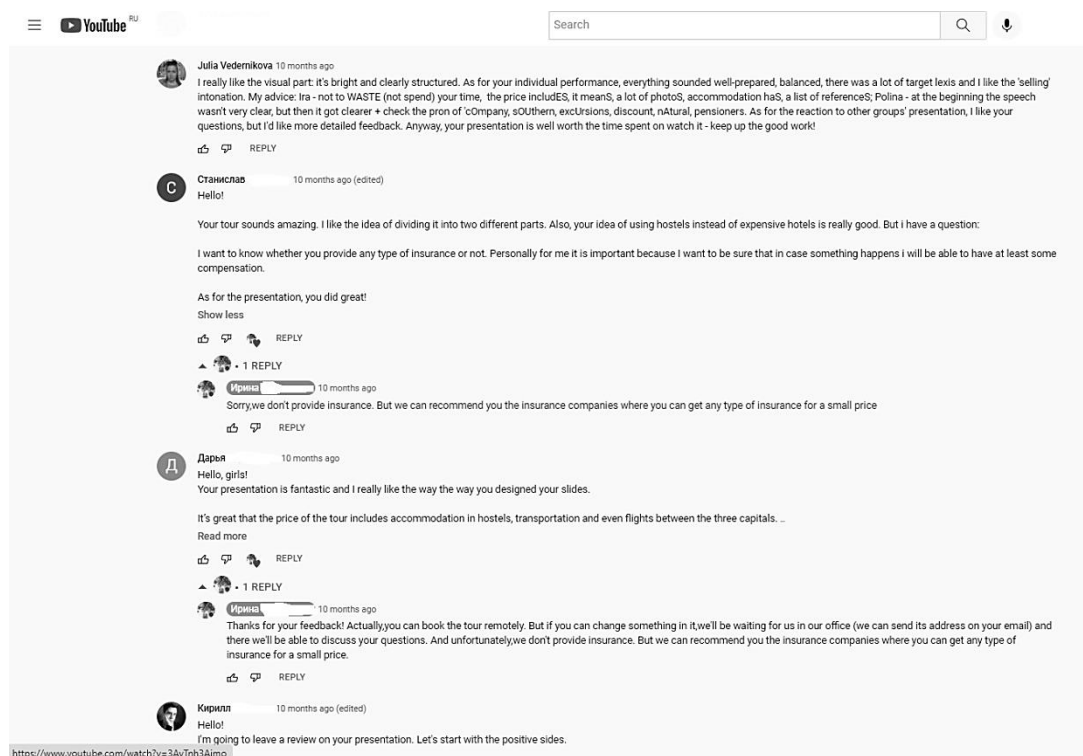 YouTube RU
Search
Julia Vedernikova 10 months ago
I really like the visual part: it's bright and clearly structured. As for your individual performance, everything sounded well-prepared, balanced, there was a lot of target lexis and I like the 'selling'
intonation. My advice: Ira - not to WASTE (not spend) your time, the price includES, it meanS, a lot of photoS, accommodation haS, a list of referenceS; Polina - at the beginning the speech
wasn't very clear, but then it got clearer + check the pron of 'cOmpany, sOUthern, excUrsions, discount, nAtural, pensioners. As for the reaction to other groups' presentation, I like your
questions, but I'd like more detailed feedback. Anyway, your presentation is well worth the time spent on watch it - keep up the good work!
REPLY
С
Станислав 10 months ago (edited)
Hello!
Your tour sounds amazing. I like the idea of dividing it into two different parts. Also, your idea of using hostels instead of expensive hotels is really good. But i have a question:
I want to know whether you provide any type of insurance or not. Personally for me it is important because I want to be sure that in case something happens i will be able to have at least some
compensation.
As for the presentation, you did great!
Show less
REPLY
• 1 REPLY
Ирина 10 months ago
Sorry,we don't provide insurance. But we can recommend you the insurance companies where you can get any type of insurance for a small price
REPLY
Д
Дарья 10 months ago
Hello, girls!
Your presentation is fantastic and I really like the way the way you designed your slides.
It's great that the price of the tour includes accommodation in hostels, transportation and even flights between the three capitals. ..
Read more
REPLY
• 1 REPLY
Ирина 10 months ago
Thanks for your feedback! Actually,you can book the tour remotely. But if you can change something in it,we'll be waiting for us in our office (we can send its address on your email) and
there we'll be able to discuss your questions. And unfortunately,we don't provide insurance. But we can recommend you the insurance companies where you can get any type of
insurance for a small price.
REPLY
Кирилл 10 months ago (edited)
Hello!
I'm going to leave a review on your presentation. Let's start with the positive sides.